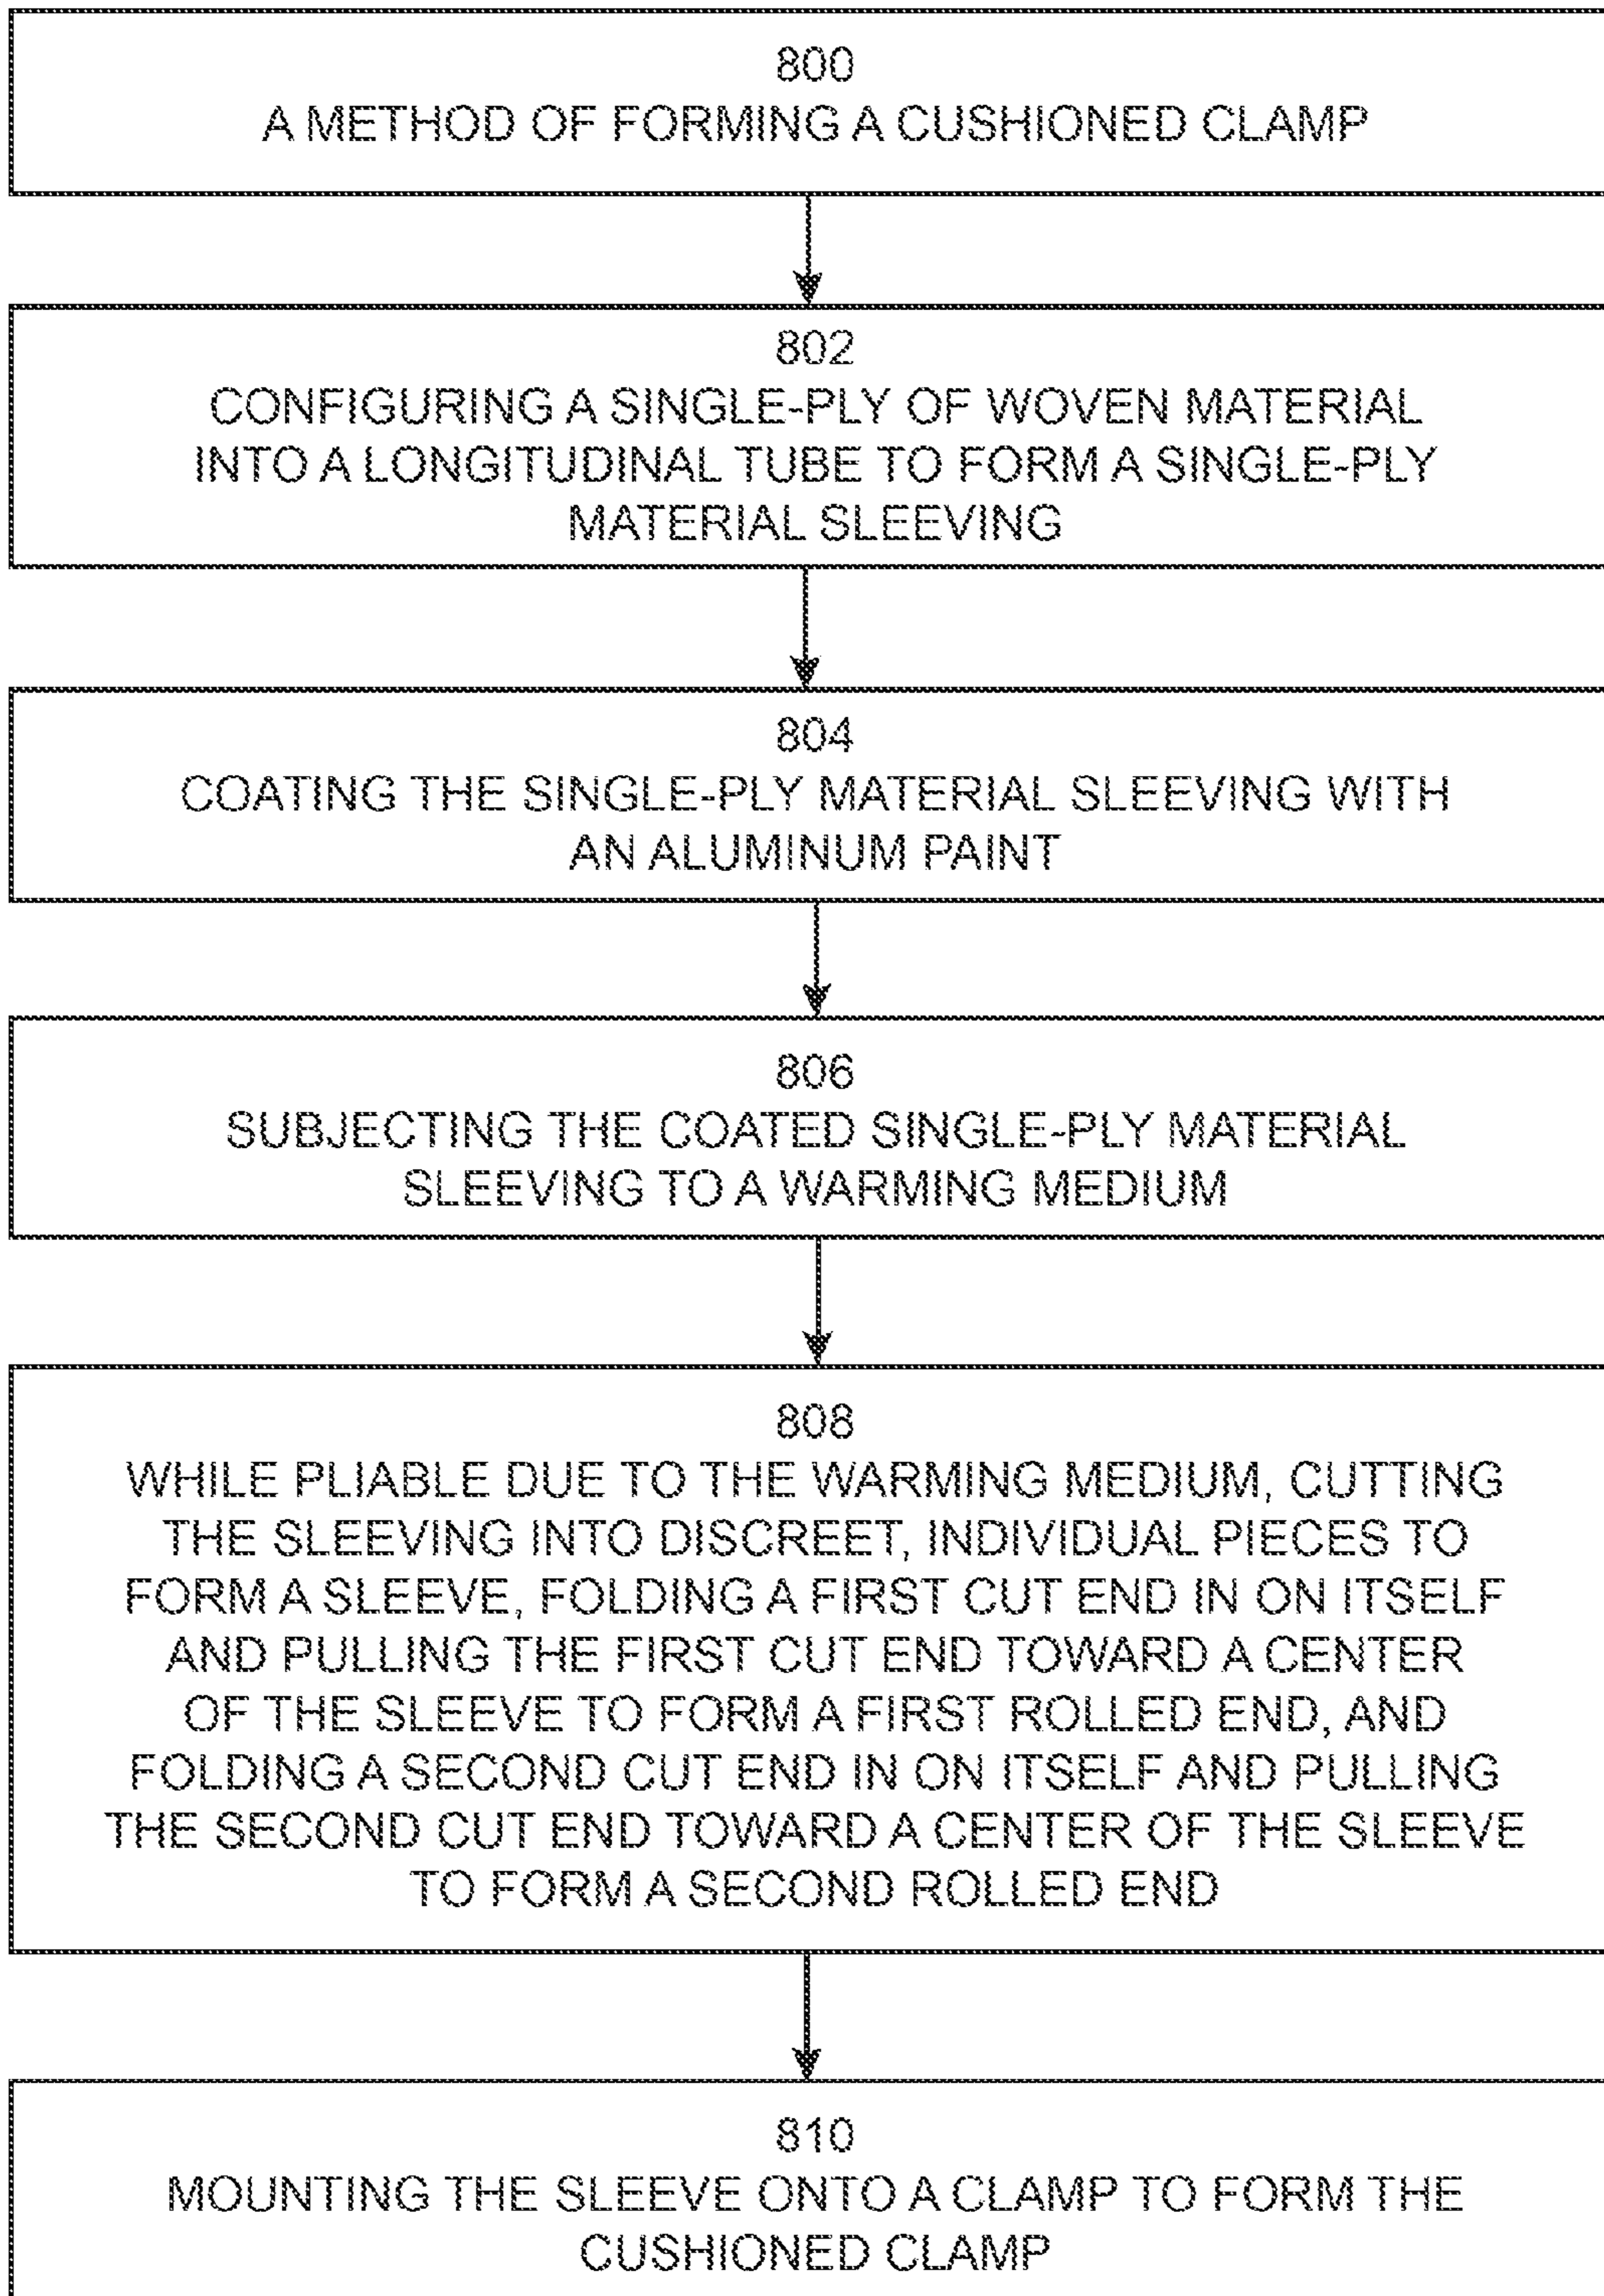 800
A METHOD OF FORMING A CUSHIONED CLAMP
802
CONFIGURING A SINGLE-PLY OF WOVEN MATERIAL
INTO A LONGITUDINAL TUBE TO FORM A SINGLE-PLY
MATERIAL SLEEVING
804
COATING THE SINGLE-PLY MATERIAL SLEEVING WITH
AN ALUMINUM PAINT
806
SUBJECTING THE COATED SINGLE-PLY MATERIAL
SLEEVING TO A WARMING MEDIUM
808
WHILE PLIABLE DUE TO THE WARMING MEDIUM, CUTTING
THE SLEEVING INTO DISCREET, INDIVIDUAL PIECES TO
FORM A SLEEVE, FOLDING A FIRST CUT END IN ON ITSELF
AND PULLING THE FIRST CUT END TOWARD A CENTER
OF THE SLEEVE TO FORM A FIRST ROLLED END, AND
FOLDING A SECOND CUT END IN ON ITSELF AND PULLING
THE SECOND CUT END TOWARD A CENTER OF THE SLEEVE
TO FORM A SECOND ROLLED END
810
MOUNTING THE SLEEVE ONTO A CLAMP TO FORM THE
CUSHIONED CLAMP